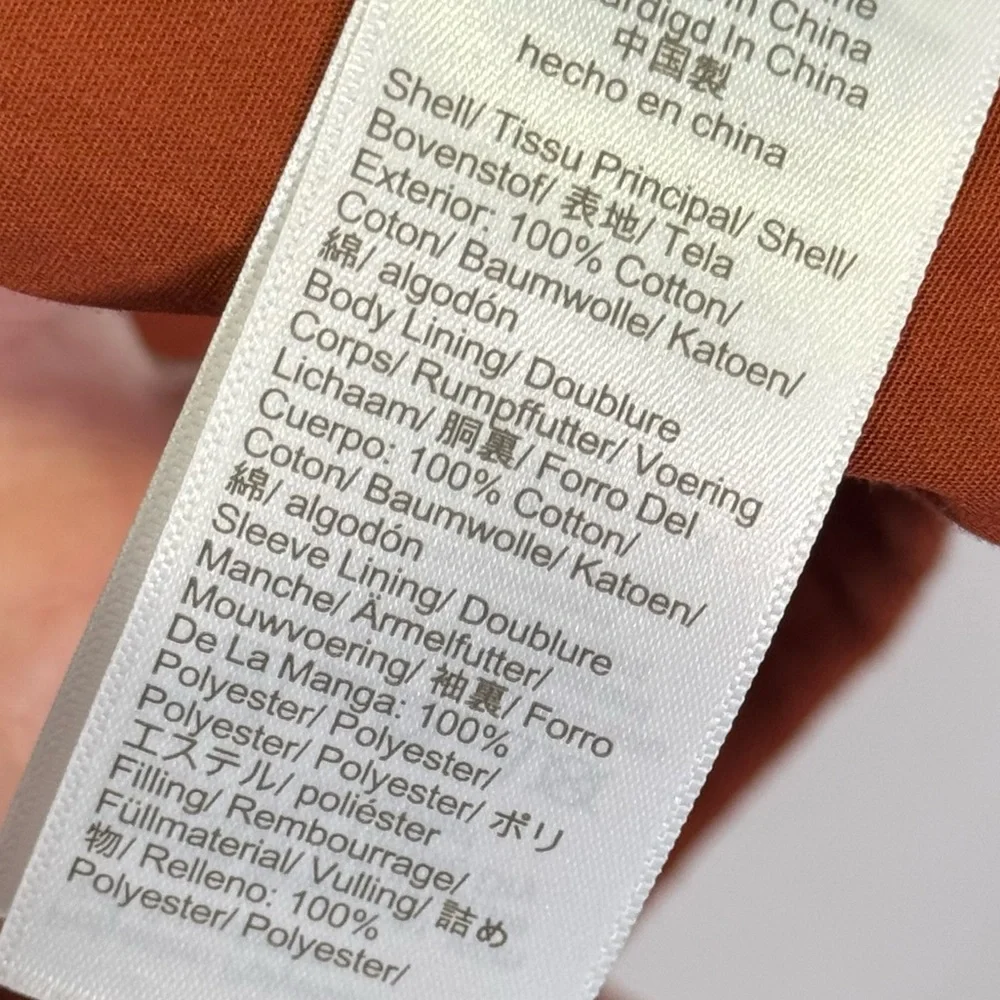 In China
In China
中国製
hecho en china
Shell/ Tissu Principal/ Shell/
Bovenstof/ 表地/ Tela
Exterior: 100% Cotton/
Coton/ Baumwolle/ Katoen/
綿/ algodón
Body Lining/ Doublure
Corps/ Rumpffutter/ Voering
Lichaam/ 胴裏/ Forro Del
Cuerpo: 100% Cotton/
Coton/ Baumwolle/ Katoen/
綿/ algodón
Sleeve Lining/ Doublure
Manche/ Ärmelfutter/
Mouwvoering/ 袖裏/ Forro
De La Manga: 100%
Polyester/ Polyester/
Polyester/ Polyester/ ポリ
エステル/ poliéster
Filling/ Rembourrage/
Füllmaterial/ Vulling/ 詰め
物/ Relleno: 100%
Polyester/ Polyester/